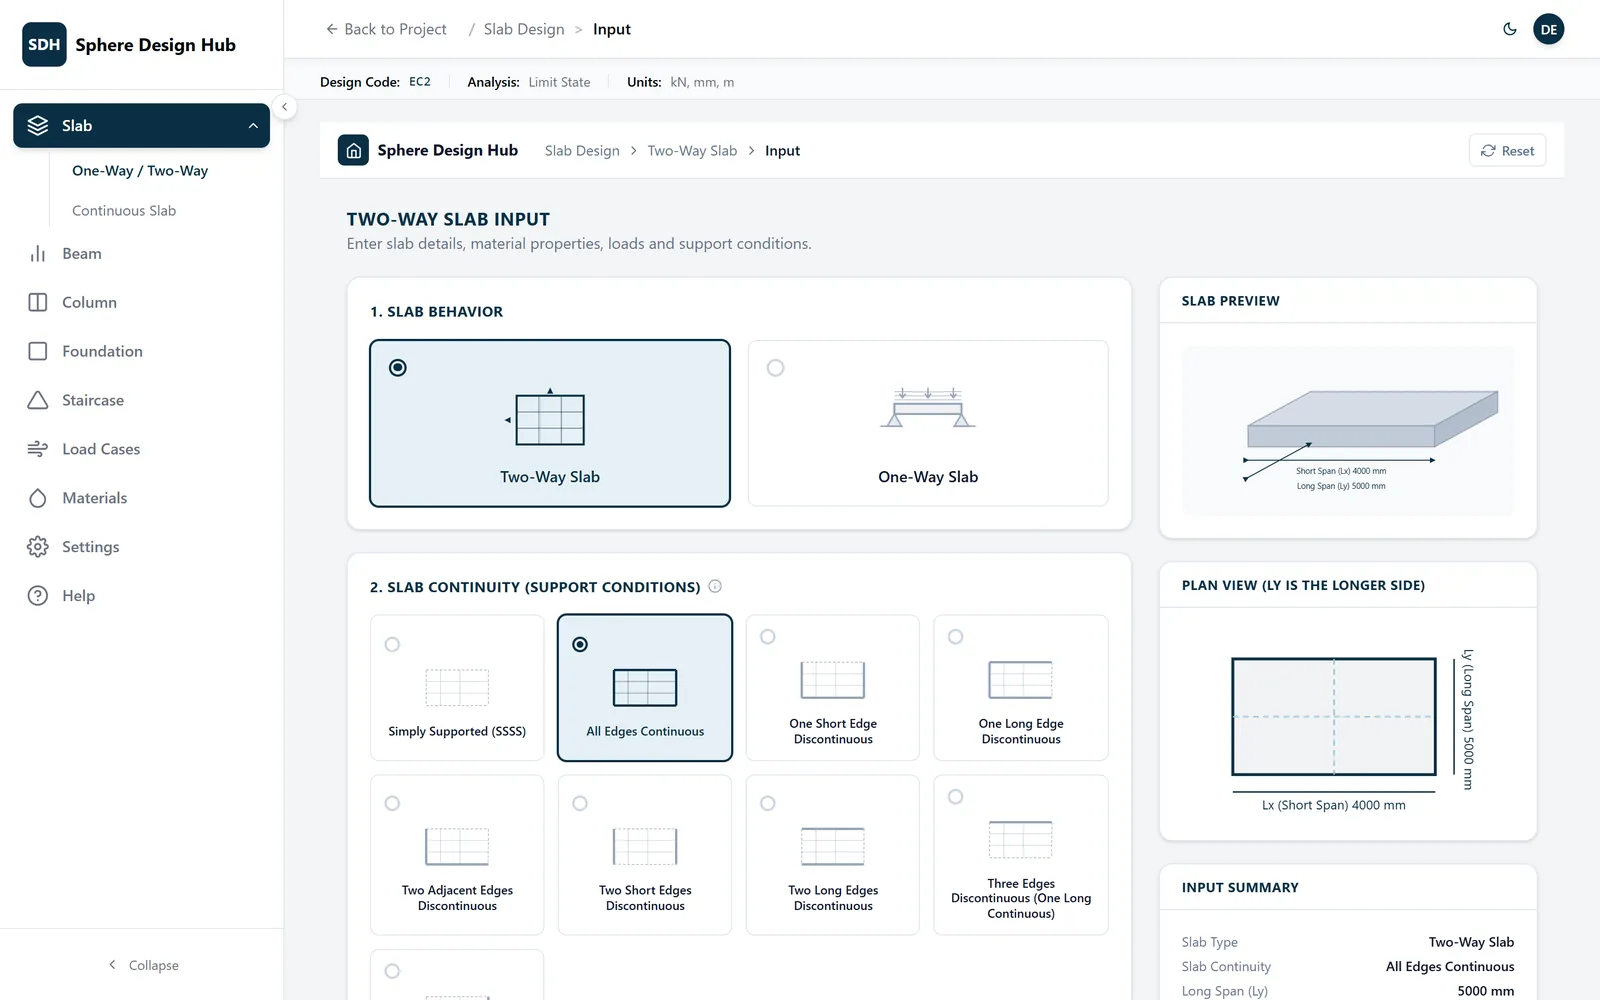 SDH Sphere Design Hub
Back to Project / Slab Design > Input
DE
Design Code: EC2 Analysis: Limit State Units: kN, mm, m
Slab
One-Way / Two-Way
Continuous Slab
Beam
Column
Foundation
Staircase
Load Cases
Materials
Settings
Help
Collapse
Sphere Design Hub Slab Design > Two-Way Slab > Input
Reset
TWO-WAY SLAB INPUT
Enter slab details, material properties, loads and support conditions.
1. SLAB BEHAVIOR
Two-Way Slab
One-Way Slab
2. SLAB CONTINUITY (SUPPORT CONDITIONS)
Simply Supported (SSSS)
All Edges Continuous
One Short Edge
Discontinuous
One Long Edge
Discontinuous
Two Adjacent Edges
Discontinuous
Two Short Edges
Discontinuous
Two Long Edges
Discontinuous
Three Edges
Discontinuous (One Long
Continuous)
SLAB PREVIEW
Short Span (Lx) 4000 mm
Long Span (Ly) 5000 mm
PLAN VIEW (LY IS THE LONGER SIDE)
Ly (Long Span) 5000 mm
Lx (Short Span) 4000 mm
INPUT SUMMARY
Slab Type Two-Way Slab
Slab Continuity All Edges Continuous
Long Span (Ly) 5000 mm